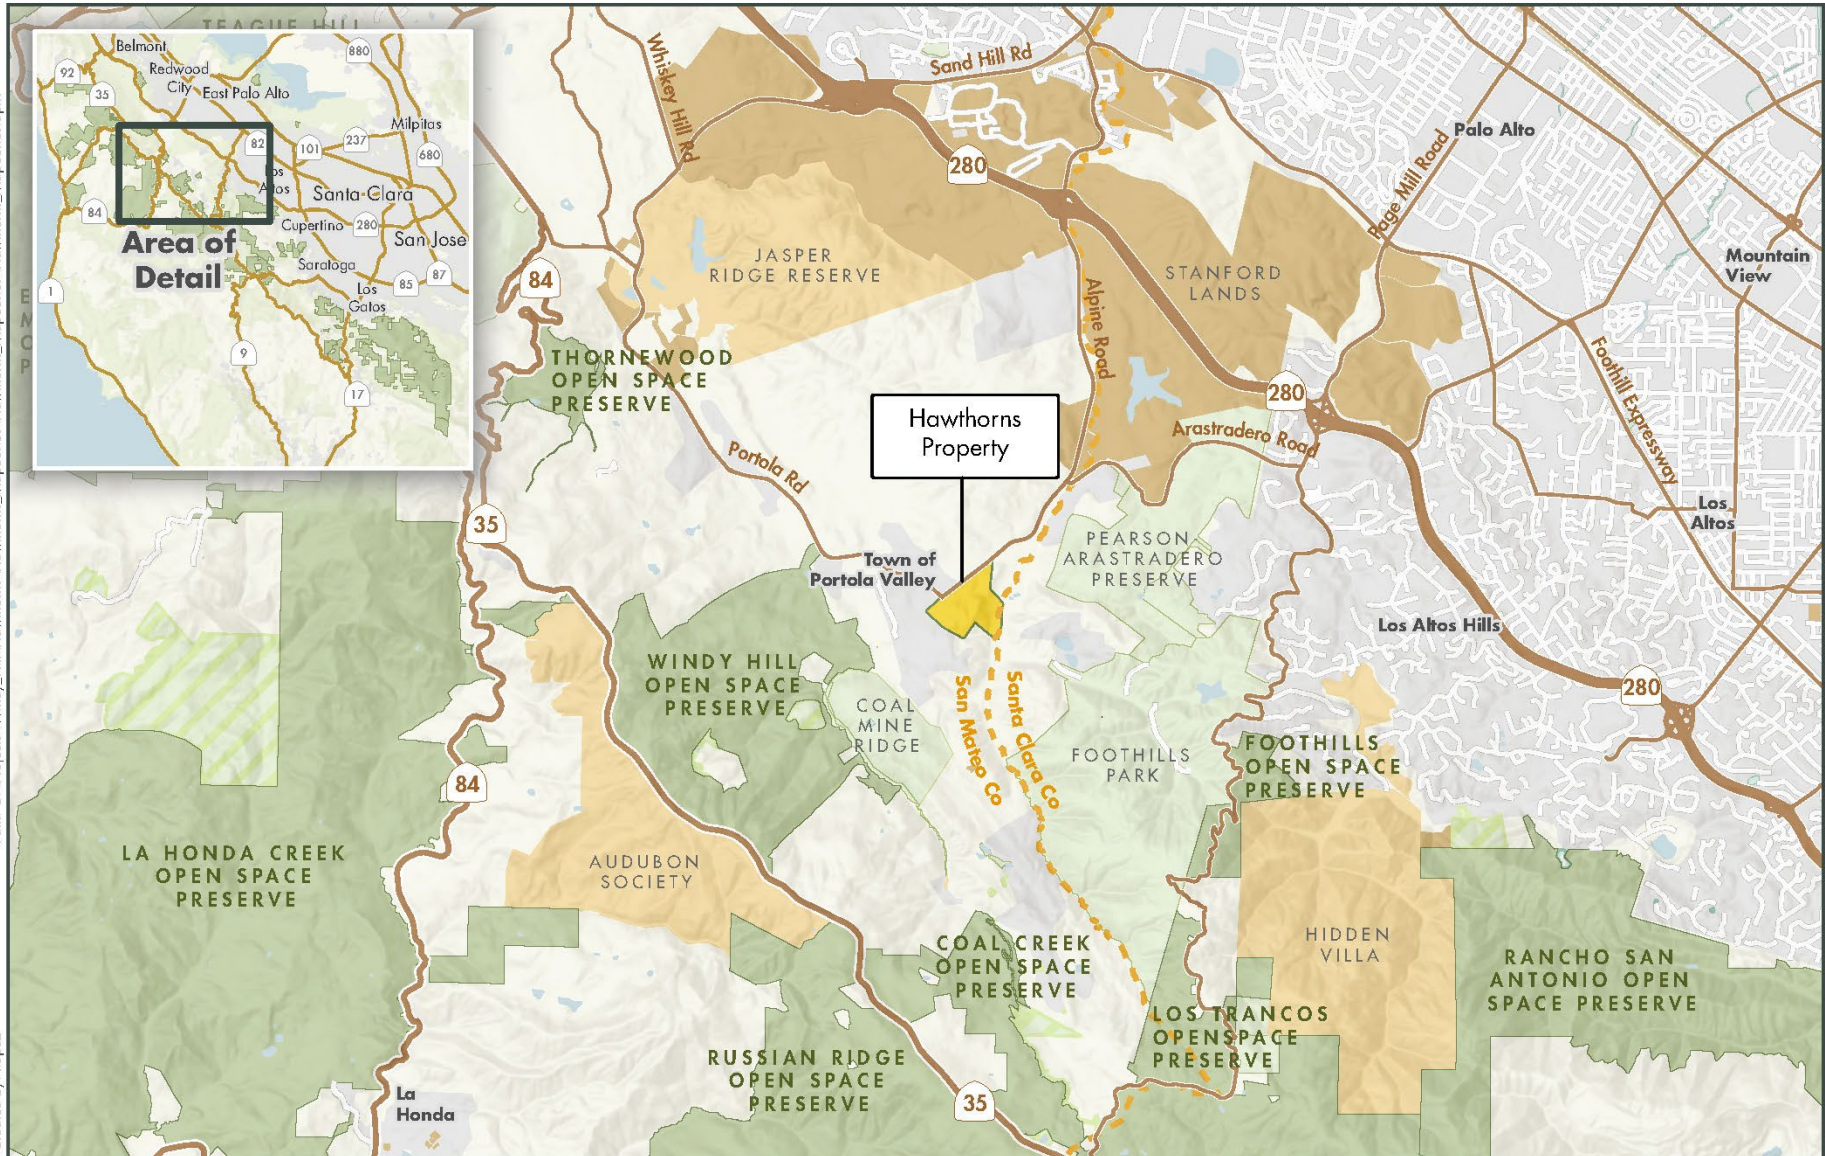 TEAGUE HILL
Belmont
880
92
Redwood
City
East Palo Alto
35
Milpitas
82
101
237
680
Los
Altos
Santa Clara
84
Cupertino
280
San Jose
Area of
Detail
Saratoga
87
85
1
Los
Gatos
9
17
Whiskey Hill Rd
Sand Hill Rd
280
Palo Alto
Page Mill Road
Mountain
View
JASPER
RIDGE RESERVE
STANFORD
LANDS
84
Alpine Road
THORNEWOOD
OPEN SPACE
PRESERVE
Foothill Expressway
280
Hawthorns
Property
Arastradero Road
Portola Rd
35
Los
Altos
PEARSON
ARASTRADERO
PRESERVE
Town of
Portola Valley
Los Altos Hills
WINDY HILL
OPEN SPACE
PRESERVE
San Mateo Co
Santa Clara Co
280
COAL
MINE
RIDGE
FOOTHILLS
PARK
FOOTHILLS
OPEN SPACE
PRESERVE
84
LA HONDA CREEK
OPEN SPACE
PRESERVE
AUDUBON
SOCIETY
HIDDEN
VILLA
COAL CREEK
OPEN SPACE
PRESERVE
RANCHO SAN
ANTONIO OPEN
SPACE PRESERVE
LOS TRANCOS
OPENSPACE
PRESERVE
RUSSIAN RIDGE
OPEN SPACE
PRESERVE
35
La
Honda